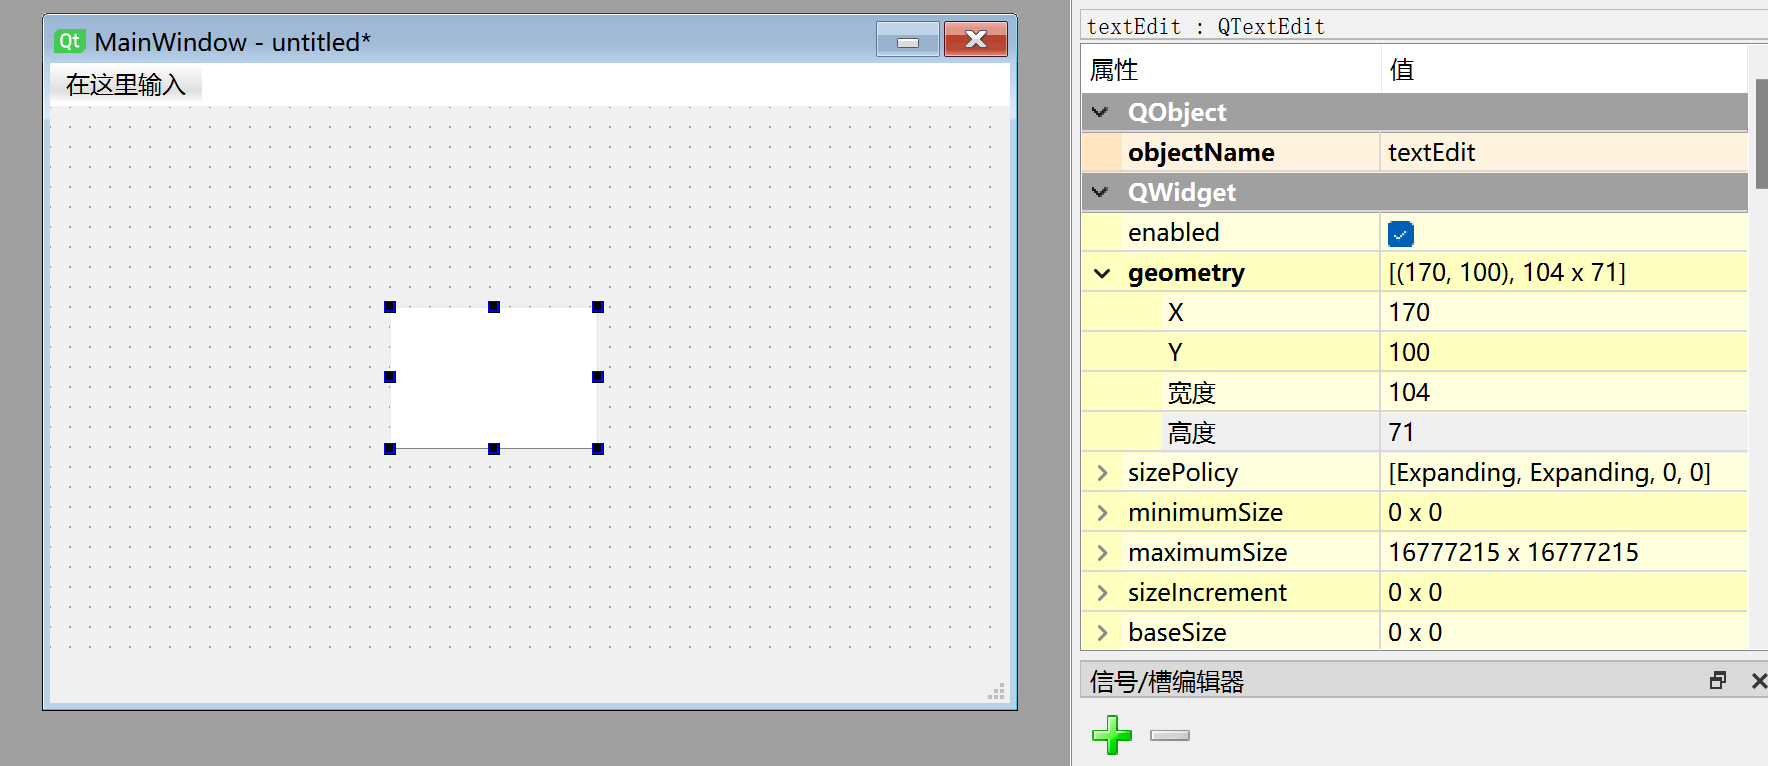 Qt MainWindow - untitled*
在这里输入
textEdit : QTextEdit
属性 值
QObject
objectName textEdit
QWidget
enabled
geometry [(170, 100), 104 x 71]
X 170
Y 100
宽度 104
高度 71
sizePolicy [Expanding, Expanding, 0, 0]
minimumSize 0 x 0
maximumSize 16777215 x 16777215
sizeIncrement 0 x 0
baseSize 0 x 0
信号/槽编辑器